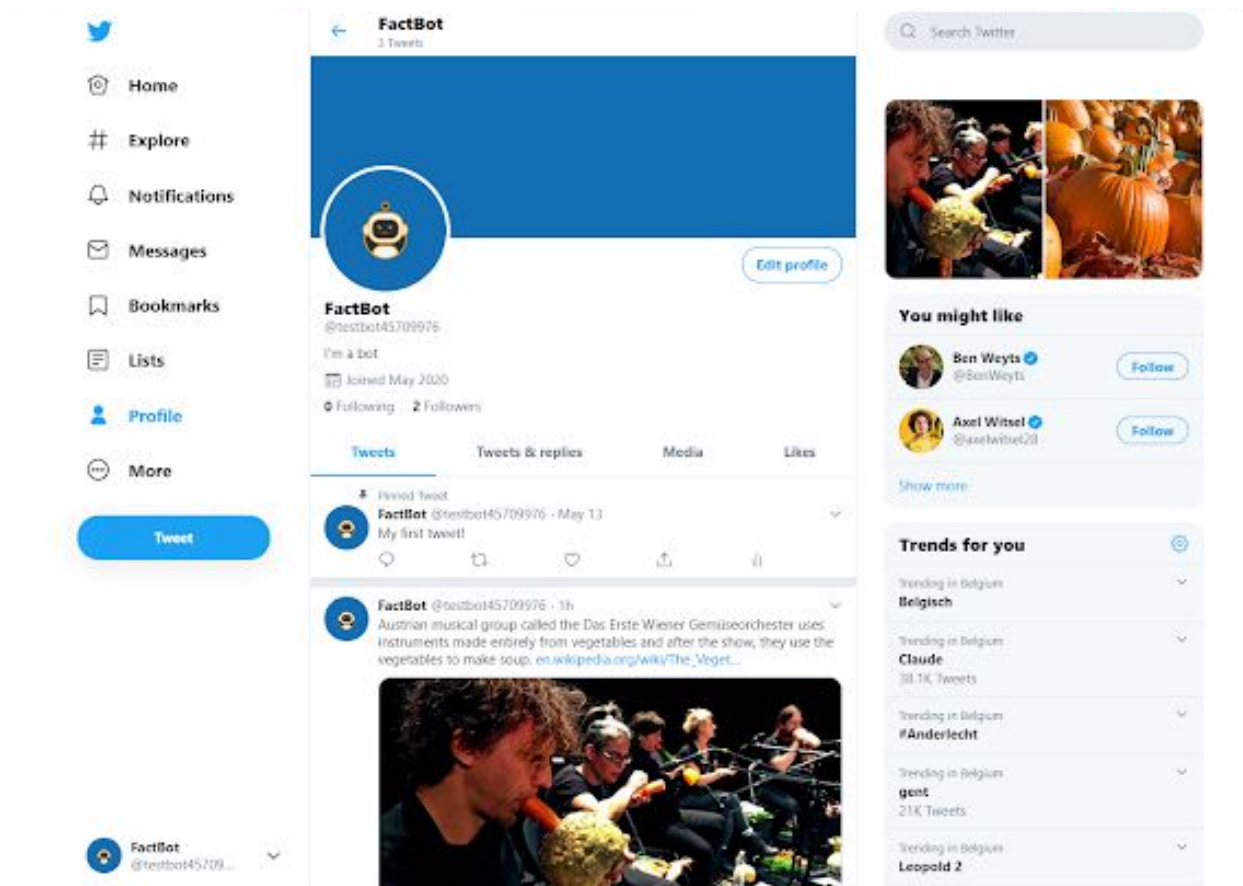 FactBot
3 Tweets
Search Twitter
Home
Explore
Notifications
Messages
Bookmarks
Lists
Profile
More
Tweet
FactBot
@testbot45709...
Edit profile
FactBot
@testbot45709976
I'm a bot
Joined May 2020
0 Following 2 Followers
Tweets Tweets & replies Media Likes
Pinned Tweet
FactBot @testbot45709976 · May 13
My first tweet!
FactBot @testbot45709976 · 1h
Austrian musical group called the Das Erste Wiener Gemüseorchester uses
instruments made entirely from vegetables and after the show, they use the
vegetables to make soup. en.wikipedia.org/wiki/The_Veget...
You might like
Ben Weyts
@BenWeyts
Follow
Axel Witsel
@axelwitsel28
Follow
Show more
Trends for you
Trending in Belgium
Belgisch
Trending in Belgium
Claude
38.1K Tweets
Trending in Belgium
#Anderlecht
Trending in Belgium
gent
21K Tweets
Trending in Belgium
Leopold 2